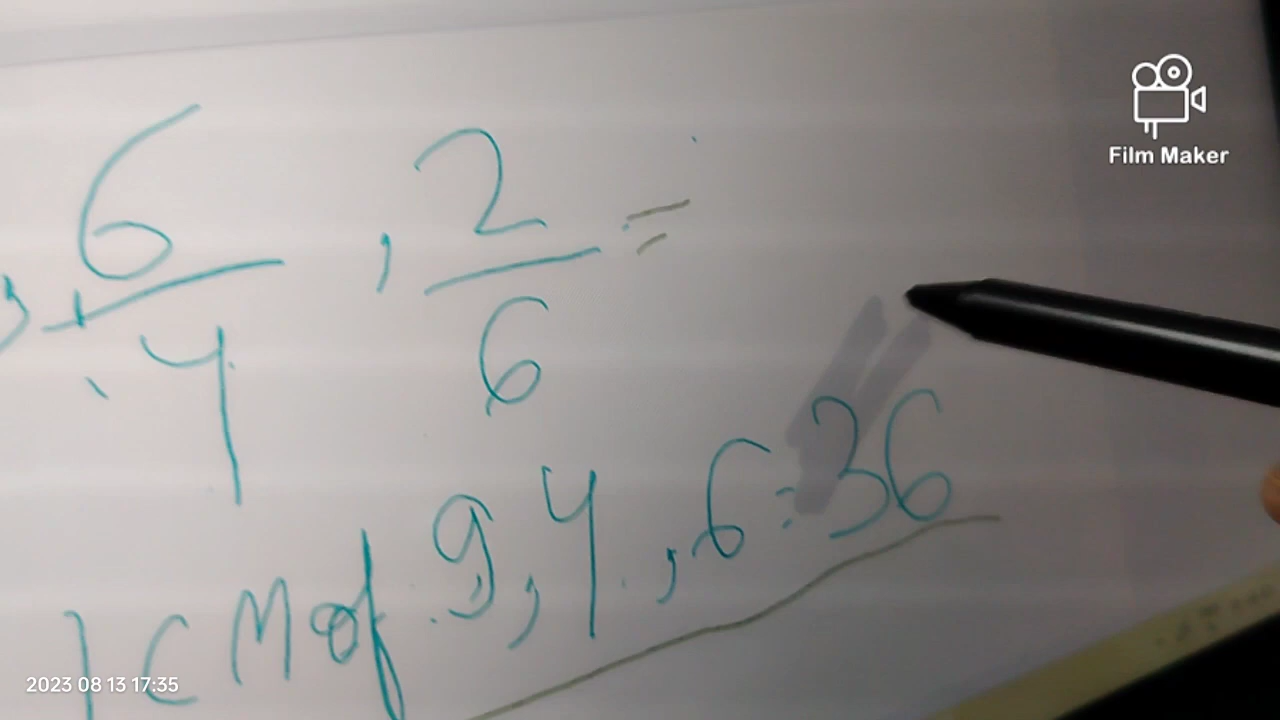 Film Maker
, 6/4 , 2/6 =
LCM of 9, 4, 6 = 36
2023 08 13 17:35